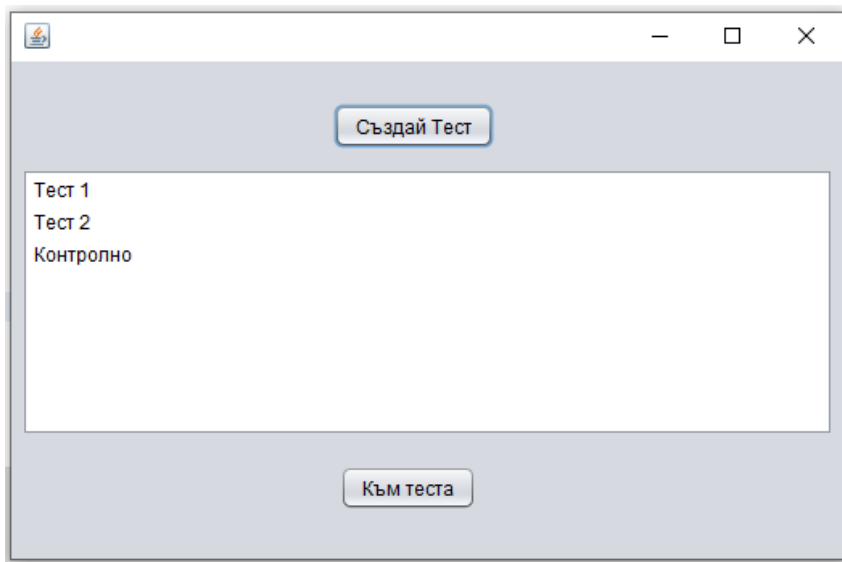 Създай Тест
Тест 1
Тест 2
Контролно
Към теста